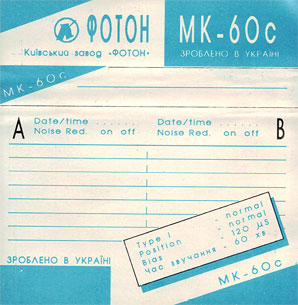 ФОТОН
Київський завод «ФОТОН»
МК-60с
ЗРОБЛЕНО В УКРАЇНІ
МК-60с
A
Date/time . . . . . .
Noise Red. on off
Date/time . . . . . .
Noise Red. on off
B
Type I - normal
Position - normal
Bias - 120 µS
Час звучання - 60 хв
ЗРОБЛЕНО В УКРАЇНІ
МК-60с